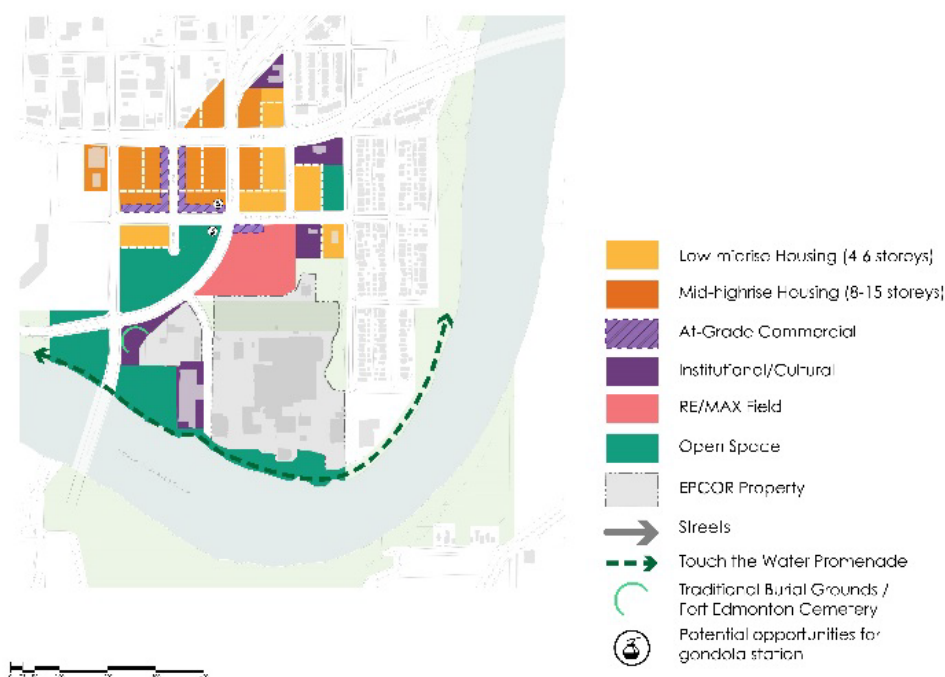 Low-midrise Housing (4-6 storeys)
Mid-highrise Housing (8-15 storeys)
At-Grade Commercial
Institutional/Cultural
RE/MAX Field
Open Space
EPCOR Property
Streets
Touch the Water Promenade
Traditional Burial Grounds /
Fort Edmonton Cemetery
Potential opportunities for
gondola station